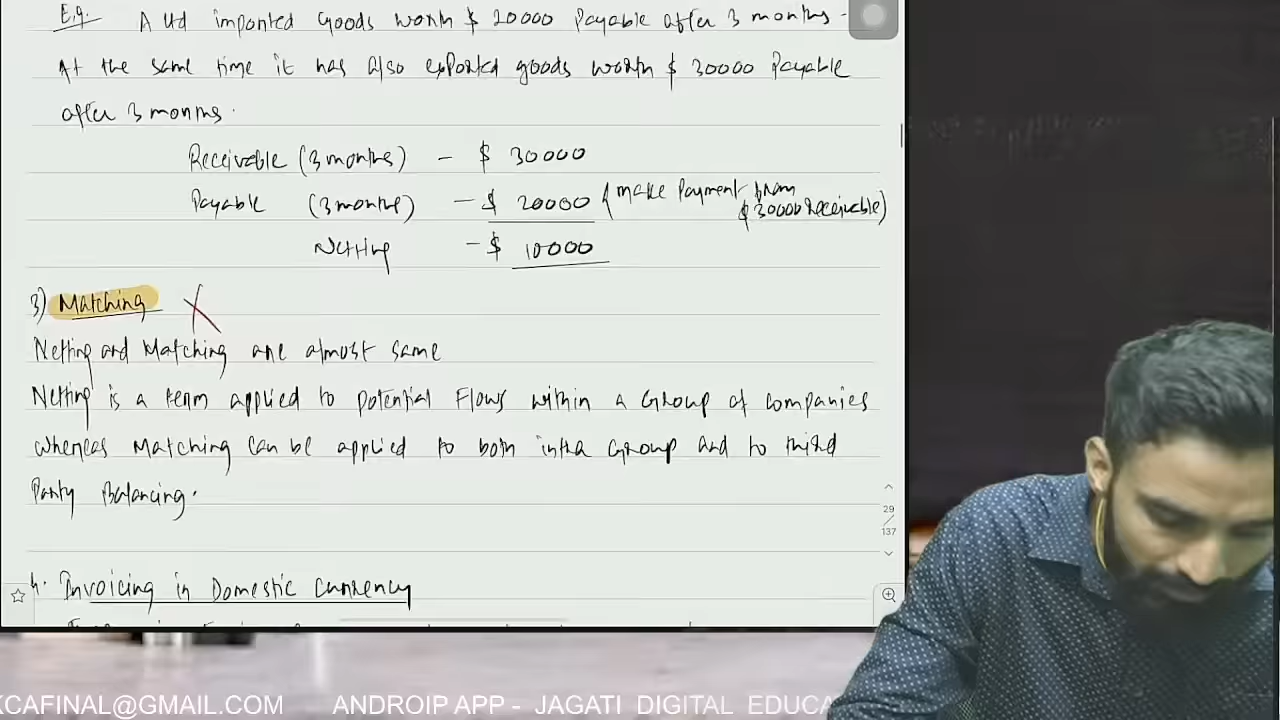 E.g. A Ltd imported Goods worth $ 20000 Payable after 3 months.
At the same time it has also exported goods worth $ 30000 Payable
after 3 months.
Receivable (3 months) - $ 30000
Payable (3 months) - $ 20000 (make Payment from
$ 30000 Receivable)
Netting - $ 10000
3) Matching X
Netting and Matching are almost same
Netting is a term applied to potential Flows within a Group of companies
whereas Matching can be applied to both intra Group and to third
Party Balancing.
29
/
137
4. Invoicing in Domestic Currency
KCAFINAL@GMAIL.COM ANDROIP APP - JAGATI DIGITAL EDUCA